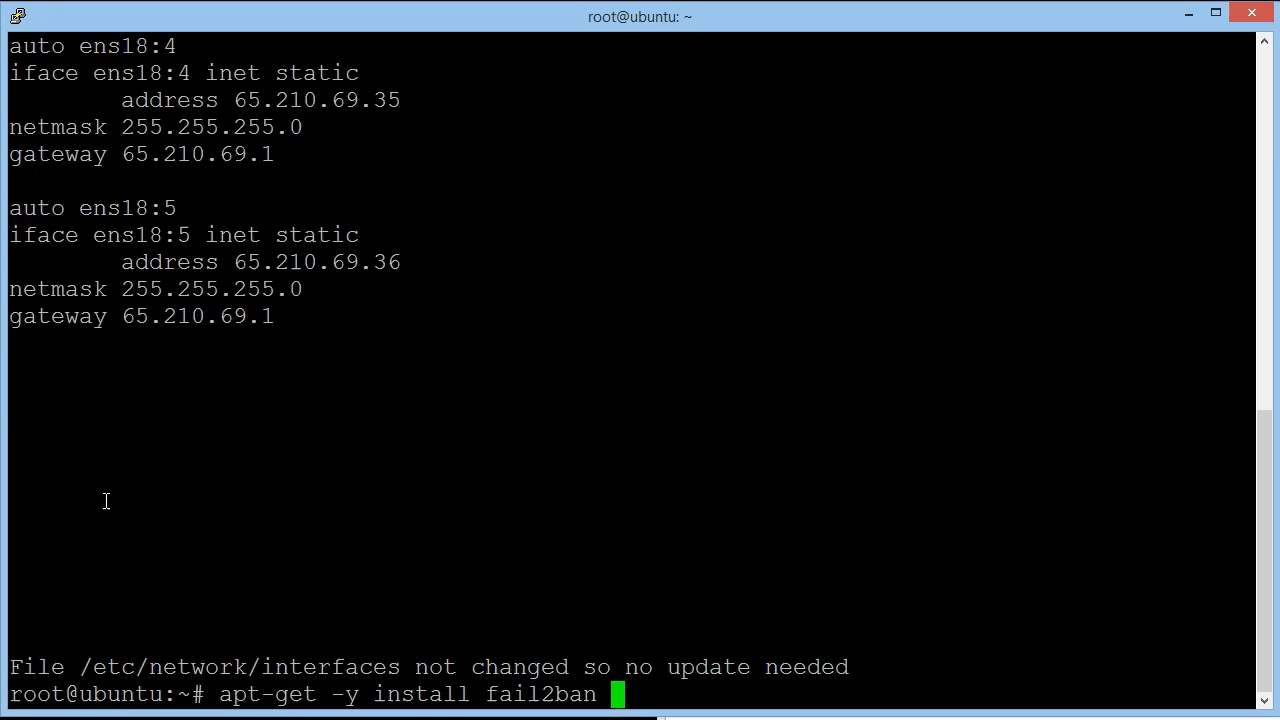 root@ubuntu: ~
auto ens18:4
iface ens18:4 inet static
        address 65.210.69.35
netmask 255.255.255.0
gateway 65.210.69.1
auto ens18:5
iface ens18:5 inet static
        address 65.210.69.36
netmask 255.255.255.0
gateway 65.210.69.1
File /etc/network/interfaces not changed so no update needed
root@ubuntu:~# apt-get -y install fail2ban